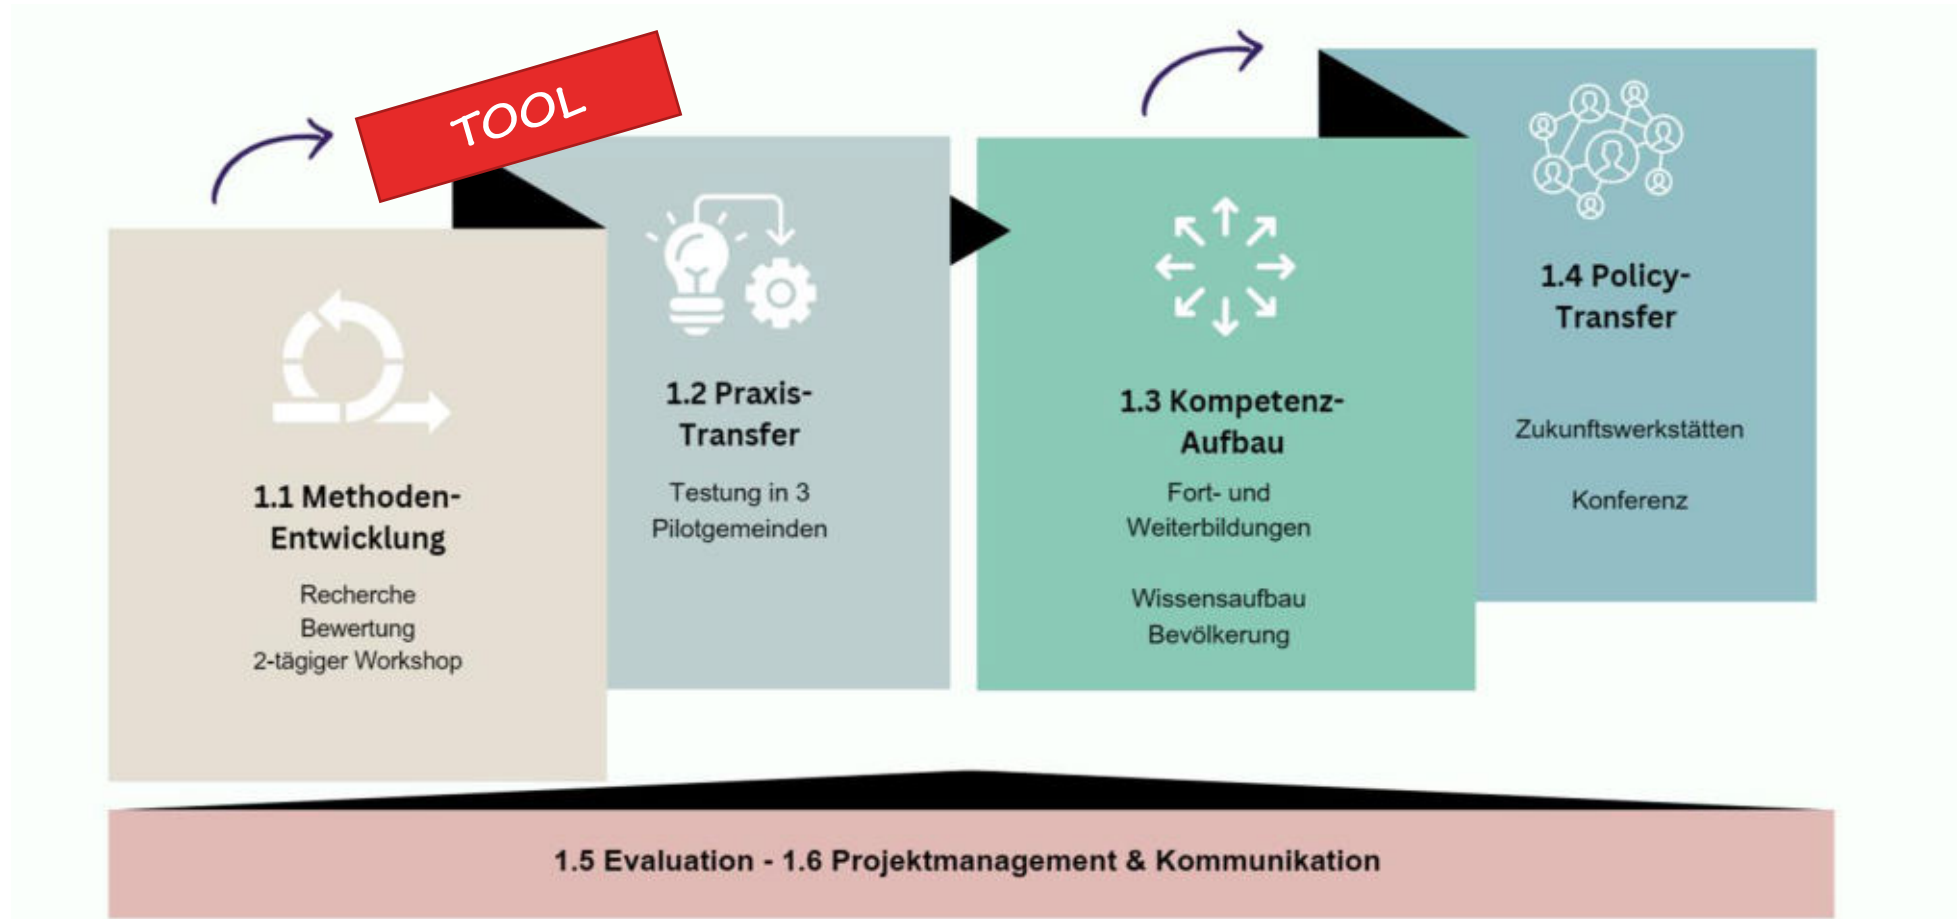 TOOL
1.1 Methoden-
Entwicklung
Recherche
Bewertung
2-tägiger Workshop
1.2 Praxis-
Transfer
Testung in 3
Pilotgemeinden
1.3 Kompetenz-
Aufbau
Fort- und
Weiterbildungen
Wissensaufbau
Bevölkerung
1.4 Policy-
Transfer
Zukunftswerkstätten
Konferenz
1.5 Evaluation - 1.6 Projektmanagement & Kommunikation